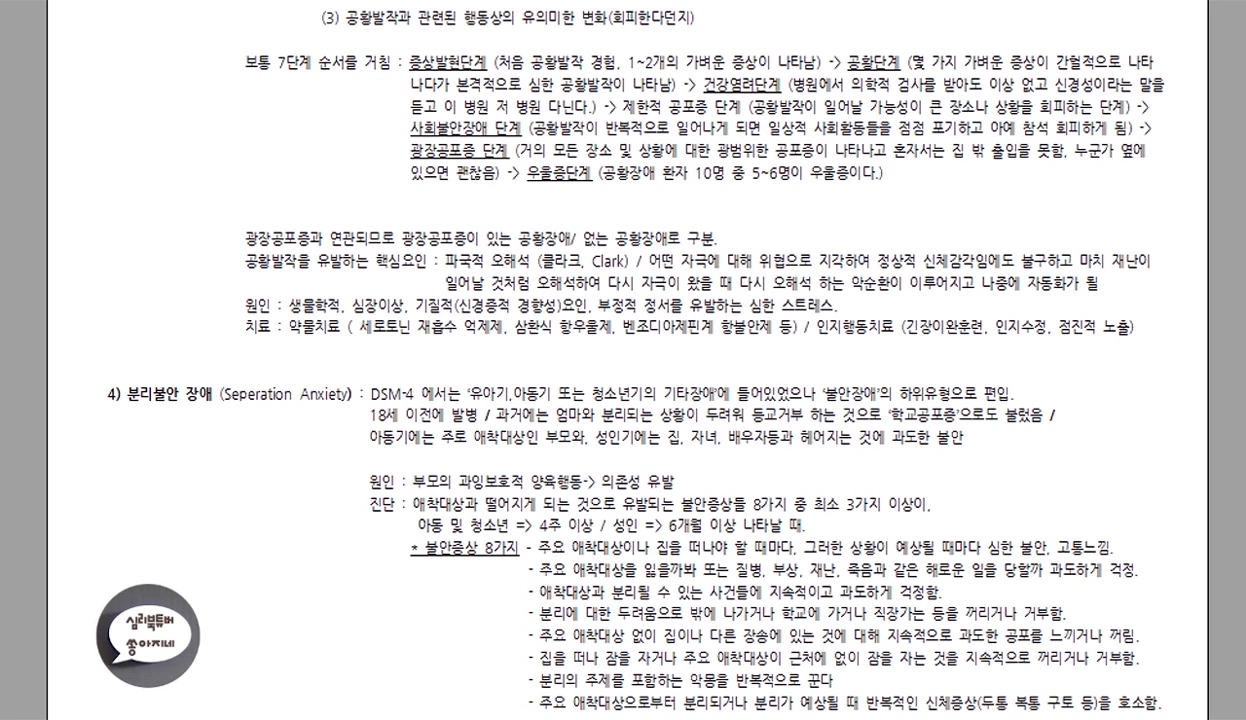 (3) 공황발작과 관련된 행동상의 유의미한 변화(회피한다던지)
보통 7단계 순서를 거침 : 증상발현단계 (처음 공황발작 경험, 1~2개의 가벼운 증상이 나타남) -> 공황단계 (몇 가지 가벼운 증상이 간헐적으로 나타
나다가 본격적으로 심한 공황발작이 나타남) -> 건강염려단계 (병원에서 의학적 검사를 받아도 이상 없고 신경성이라는 말을
듣고 이 병원 저 병원 다닌다.) -> 제한적 공포증 단계 (공황발작이 일어날 가능성이 큰 장소나 상황을 회피하는 단계) ->
사회불안장애 단계 (공황발작이 반복적으로 일어나게 되면 일상적 사회활동들을 점점 포기하고 아예 참석 회피하게 됨) ->
광장공포증 단계 (거의 모든 장소 및 상황에 대한 광범위한 공포증이 나타나고 혼자서는 집 밖 출입을 못함, 누군가 옆에
있으면 괜찮음) -> 우울증단계 (공황장애 환자 10명 중 5~6명이 우울증이다.)
광장공포증과 연관되므로 광장공포증이 있는 공황장애/ 없는 공황장애로 구분.
공황발작을 유발하는 핵심요인 : 파국적 오해석 (클라크, Clark) / 어떤 자극에 대해 위협으로 지각하여 정상적 신체감각임에도 불구하고 마치 재난이
일어날 것처럼 오해석하여 다시 자극이 왔을 때 다시 오해석 하는 악순환이 이루어지고 나중에 자동화가 됨
원인 : 생물학적, 심장이상, 기질적(신경증적 경향성)요인, 부정적 정서를 유발하는 심한 스트레스.
치료 : 약물치료 ( 세로토닌 재흡수 억제제, 삼환식 항우울제, 벤조디아제핀계 항불안제 등) / 인지행동치료 (긴장이완훈련, 인지수정, 점진적 노출)
4) 분리불안 장애 (Seperation Anxiety) : DSM-4 에서는 '유아기,아동기 또는 청소년기의 기타장애'에 들어있었으나 '불안장애'의 하위유형으로 편입.
18세 이전에 발병 / 과거에는 엄마와 분리되는 상황이 두려워 등교거부 하는 것으로 '학교공포증'으로도 불렀음 /
아동기에는 주로 애착대상인 부모와, 성인기에는 집, 자녀, 배우자등과 헤어지는 것에 과도한 불안
원인 : 부모의 과잉보호적 양육행동-> 의존성 유발
진단 : 애착대상과 떨어지게 되는 것으로 유발되는 불안증상들 8가지 중 최소 3가지 이상이,
아동 및 청소년 => 4주 이상 / 성인 => 6개월 이상 나타날 때.
* 불안증상 8가지 - 주요 애착대상이나 집을 떠나야 할 때마다, 그러한 상황이 예상될 때마다 심한 불안, 고통느낌.
- 주요 애착대상을 잃을까봐 또는 질병, 부상, 재난, 죽음과 같은 해로운 일을 당할까 과도하게 걱정.
- 애착대상과 분리될 수 있는 사건들에 지속적이고 과도하게 걱정함.
- 분리에 대한 두려움으로 밖에 나가거나 학교에 가거나 직장가는 등을 꺼리거나 거부함.
- 주요 애착대상 없이 집이나 다른 장송에 있는 것에 대해 지속적으로 과도한 공포를 느끼거나 꺼림.
- 집을 떠나 잠을 자거나 주요 애착대상이 근처에 없이 잠을 자는 것을 지속적으로 꺼리거나 거부함.
- 분리의 주제를 포함하는 악몽을 반복적으로 꾼다
- 주요 애착대상으로부터 분리되거나 분리가 예상될 때 반복적인 신체증상(두통 복통 구토 등)을 호소함.
심리북튜버
쏭아지네